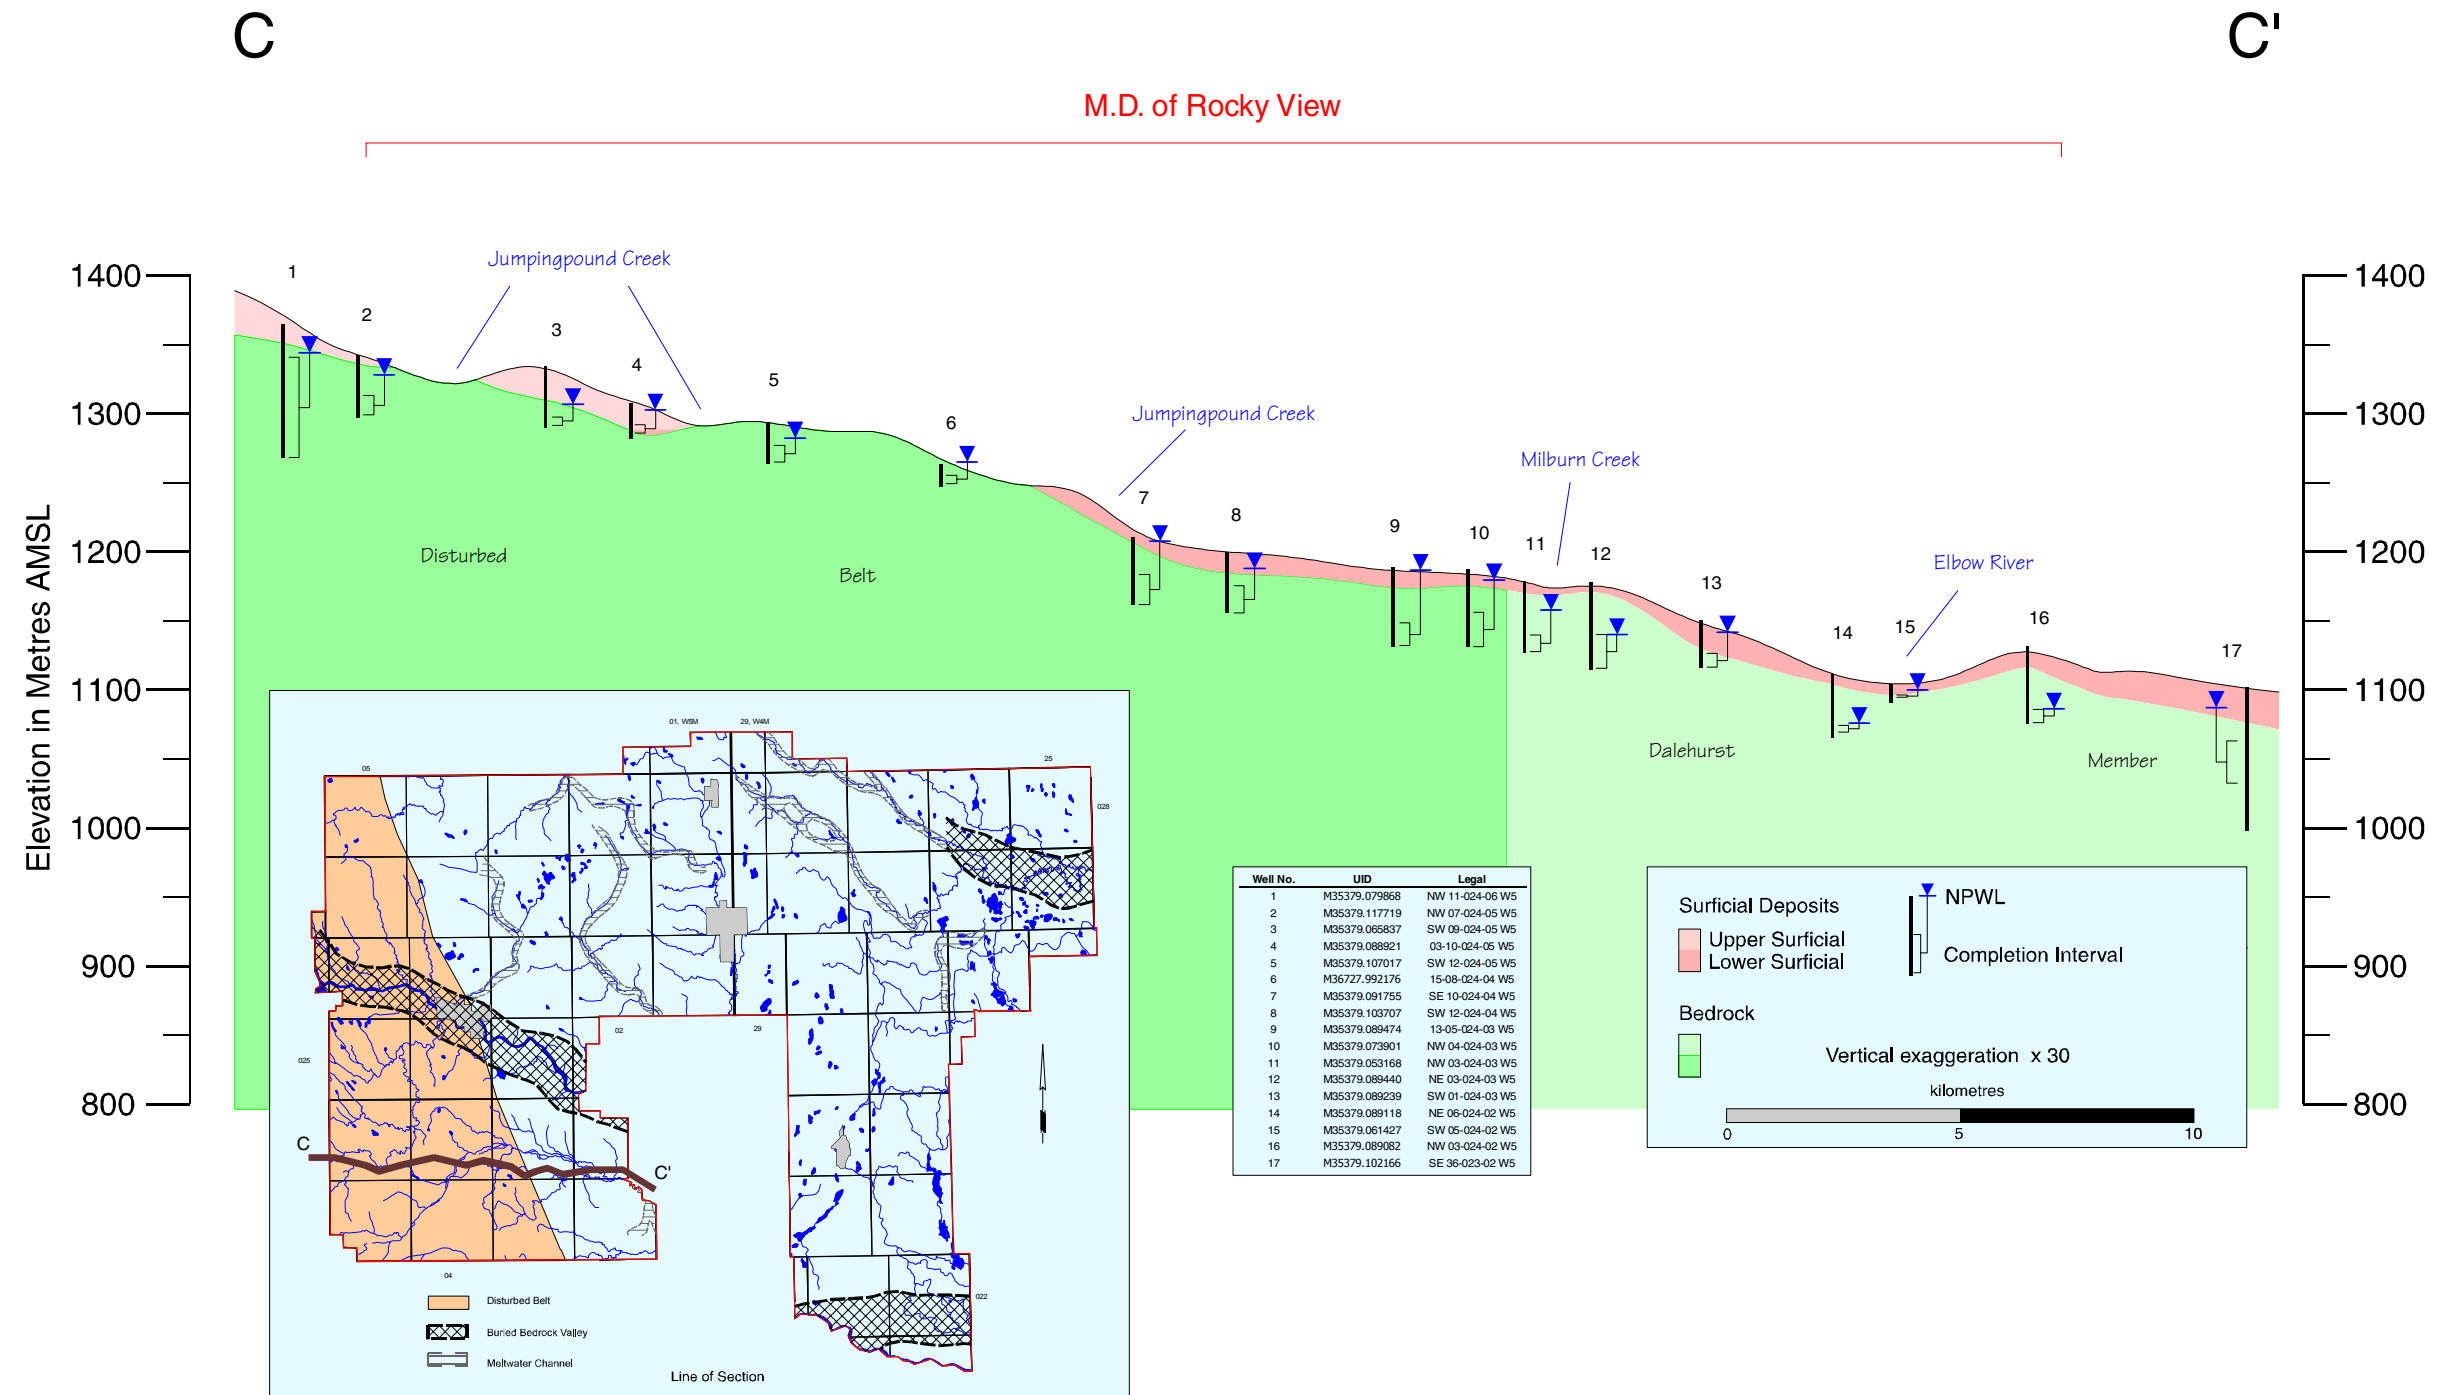 C
C'
M.D. of Rocky View
Jumpingpound Creek
1
2
3
4
5
6
7
8
9
10
11
12
13
14
15
16
17
Jumpingpound Creek
Milburn Creek
Elbow River
1400
1300
1200
1100
1000
900
800
Elevation in Metres AMSL
1400
1300
1200
1100
1000
900
800
Disturbed
Belt
Dalehurst
Member
01, W5M
29, W4M
05
25
028
025
02
29
C
C'
04
022
Disturbed Belt
Buried Bedrock Valley
Meltwater Channel
Line of Section
Well No. UID Legal
1 M35379.079868 NW 11-024-06 W5
2 M35379.117719 NW 07-024-05 W5
3 M35379.065837 SW 09-024-05 W5
4 M35379.088921 03-10-024-05 W5
5 M35379.107017 SW 12-024-05 W5
6 M36727.992176 15-08-024-04 W5
7 M35379.091755 SE 10-024-04 W5
8 M35379.103707 SW 12-024-04 W5
9 M35379.089474 13-05-024-03 W5
10 M35379.073901 NW 04-024-03 W5
11 M35379.053168 NW 03-024-03 W5
12 M35379.089440 NE 03-024-03 W5
13 M35379.089239 SW 01-024-03 W5
14 M35379.089118 NE 06-024-02 W5
15 M35379.061427 SW 05-024-02 W5
16 M35379.089082 NW 03-024-02 W5
17 M35379.102166 SE 36-023-02 W5
Surficial Deposits
Upper Surficial
Lower Surficial
Bedrock
NPWL
Completion Interval
Vertical exaggeration x 30
kilometres
0
5
10